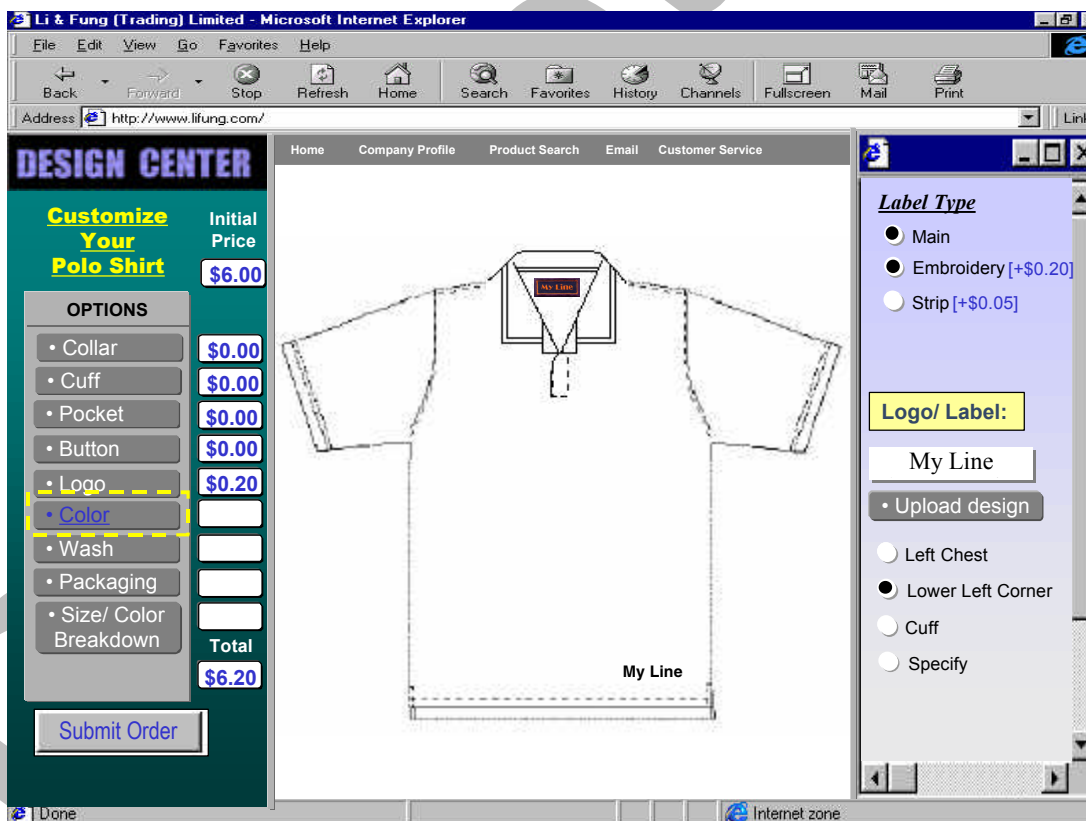 Li & Fung (Trading) Limited - Microsoft Internet Explorer
File Edit View Go Favorites Help
Back Forward Stop Refresh Home Search Favorites History Channels Fullscreen Mail Print
Address http://www.lifung.com/ Link
DESIGN CENTER
Home Company Profile Product Search Email Customer Service
Customize
Your
Polo Shirt
Initial
Price
$6.00
OPTIONS
• Collar $0.00
• Cuff $0.00
• Pocket $0.00
• Button $0.00
• Logo $0.20
• Color
• Wash
• Packaging
• Size/ Color
Breakdown
Total
$6.20
Submit Order
My Line
My Line
Label Type
Main
Embroidery [+$0.20]
Strip [+$0.05]
Logo/ Label:
My Line
• Upload design
Left Chest
Lower Left Corner
Cuff
Specify
Done Internet zone